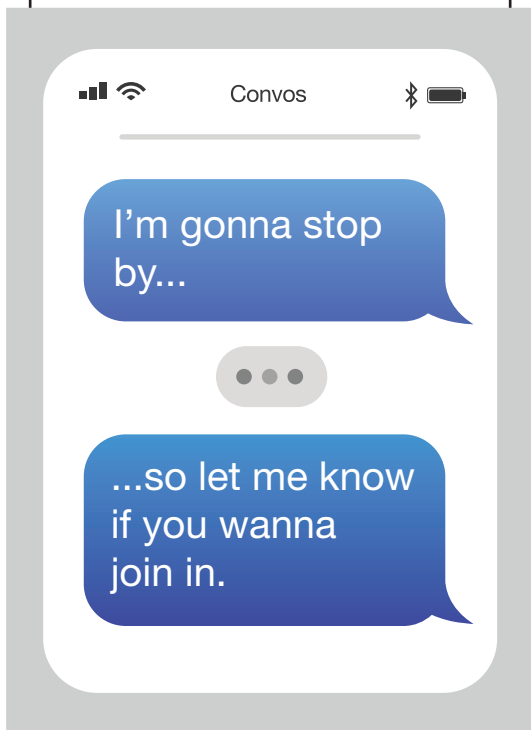 Convos
I’m gonna stop
by...
...so let me know
if you wanna
join in.